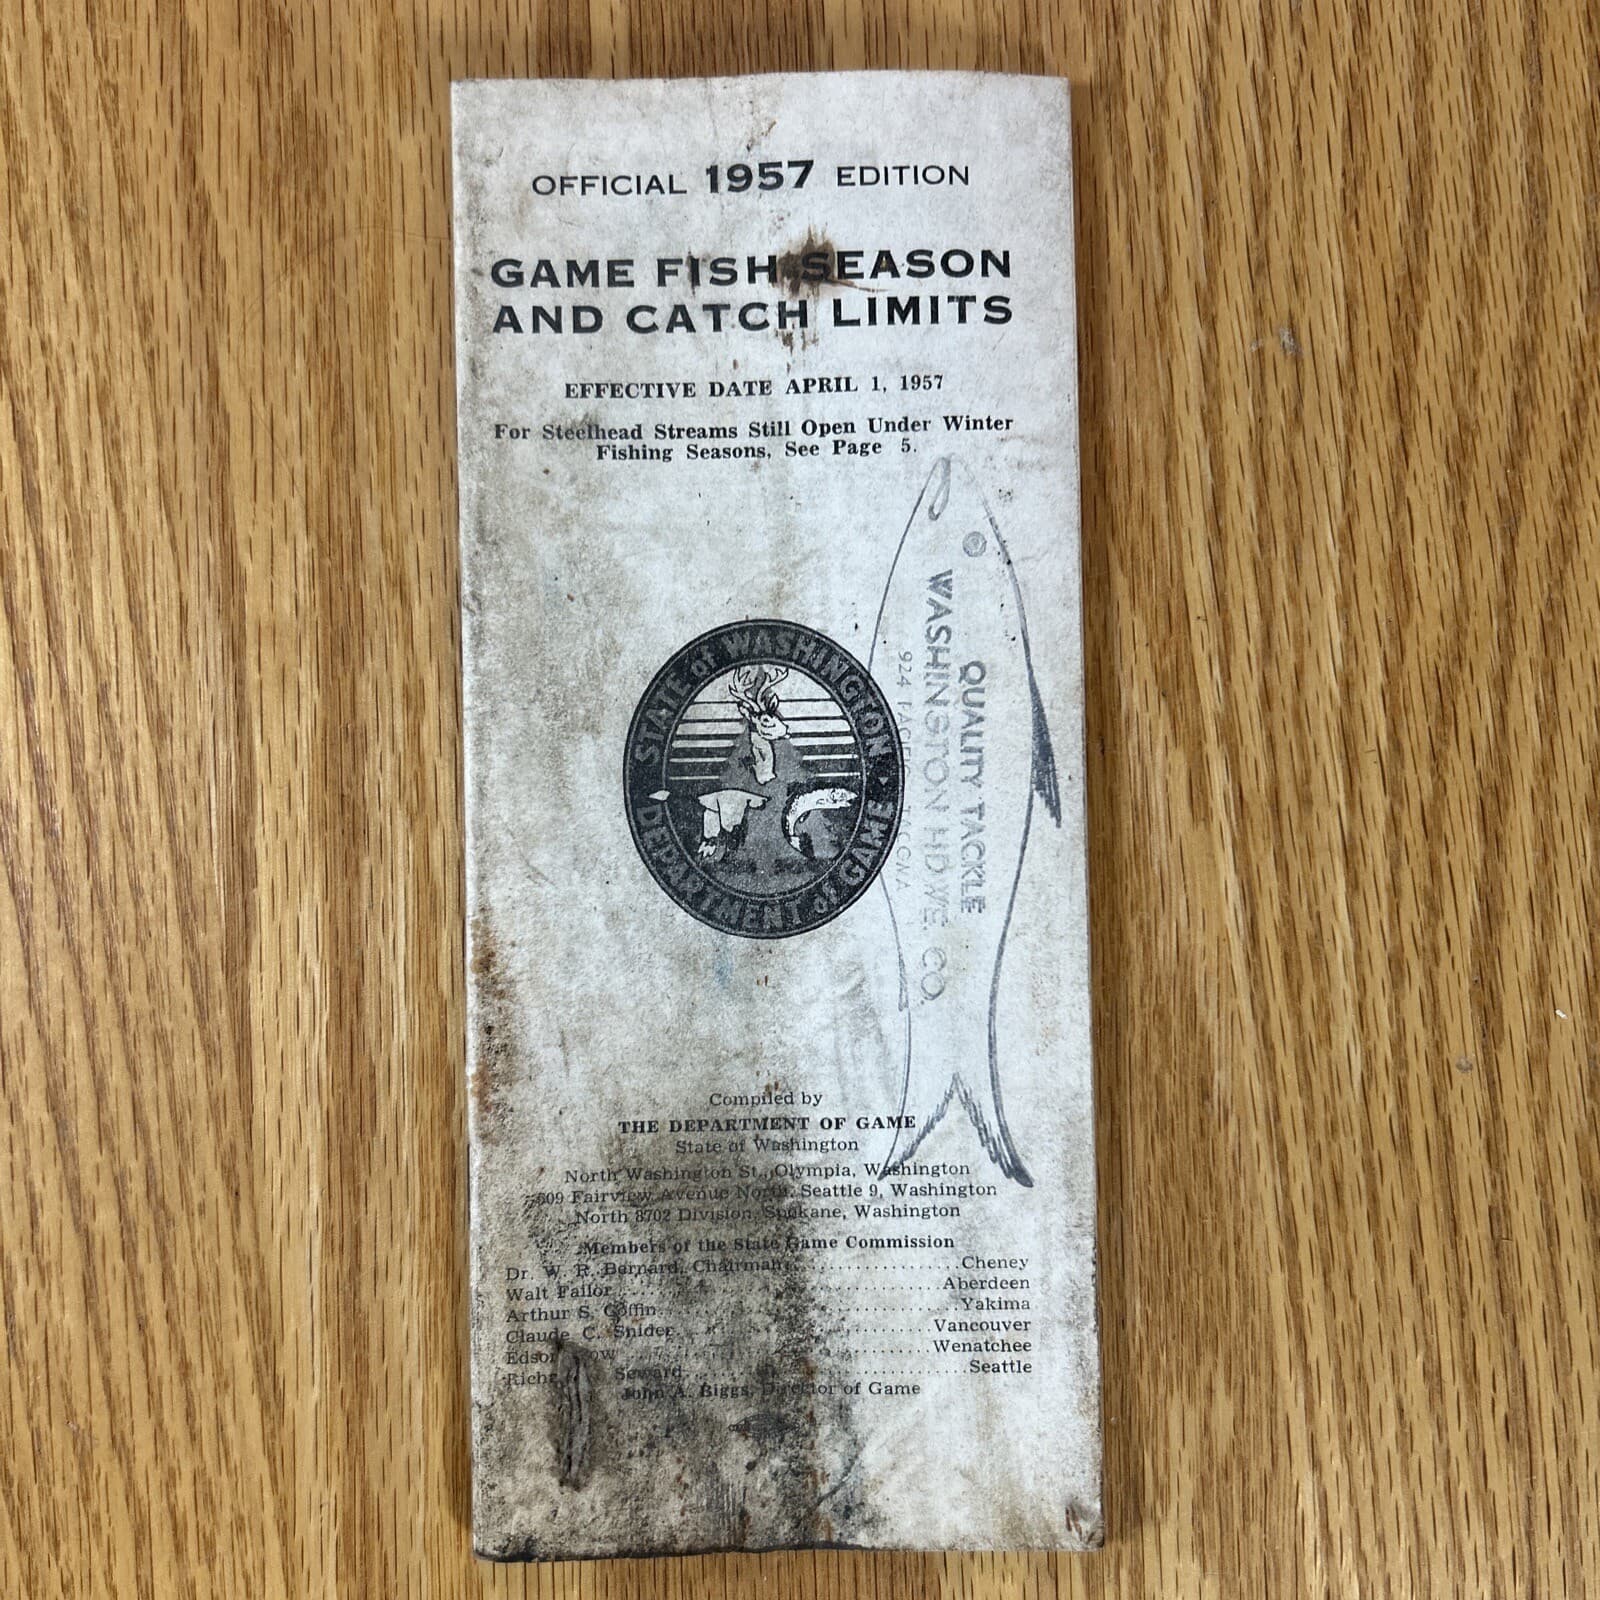 OFFICIAL 1957 EDITION
GAME FISH SEASON
AND CATCH LIMITS
EFFECTIVE DATE APRIL 1, 1957
For Steelhead Streams Still Open Under Winter
Fishing Seasons, See Page 5.
STATE of WASHINGTON
DEPARTMENT of GAME
QUALITY TACKLE
WASHINGTON HDWE. CO.
924 PACIFIC TACOMA
Compiled by
THE DEPARTMENT OF GAME
State of Washington
North Washington St., Olympia, Washington
509 Fairview Avenue North, Seattle 9, Washington
North 8702 Division, Spokane, Washington
Members of the State Game Commission
Dr. W. R. Bernard, Chairman..................Cheney
Walt Failor..................Aberdeen
Arthur S. Coffin..................Yakima
Claude C. Snider..................Vancouver
..................Wenatchee
Seward..................Seattle
John A. Biggs, Director of Game